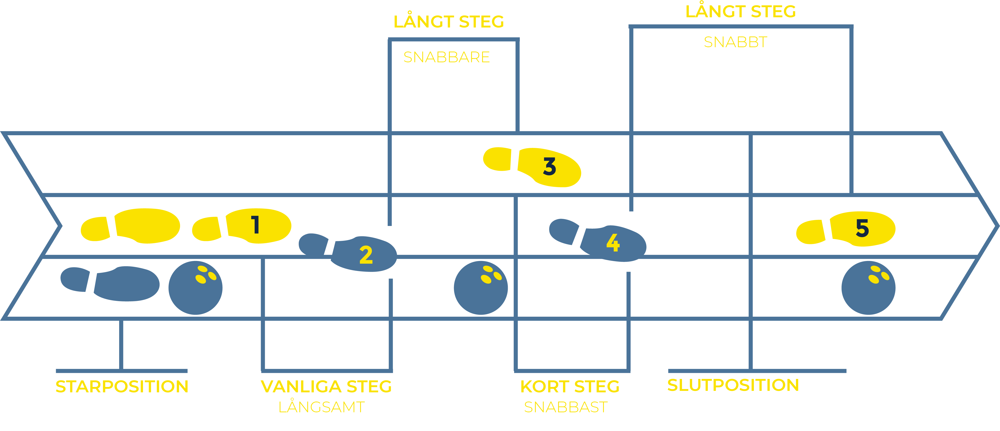 LÅNGT STEG
SNABBARE
LÅNGT STEG
SNABBT
3
1
2
4
5
STARPOSITION
VANLIGA STEG
LÅNGSAMT
KORT STEG
SNABBAST
SLUTPOSITION